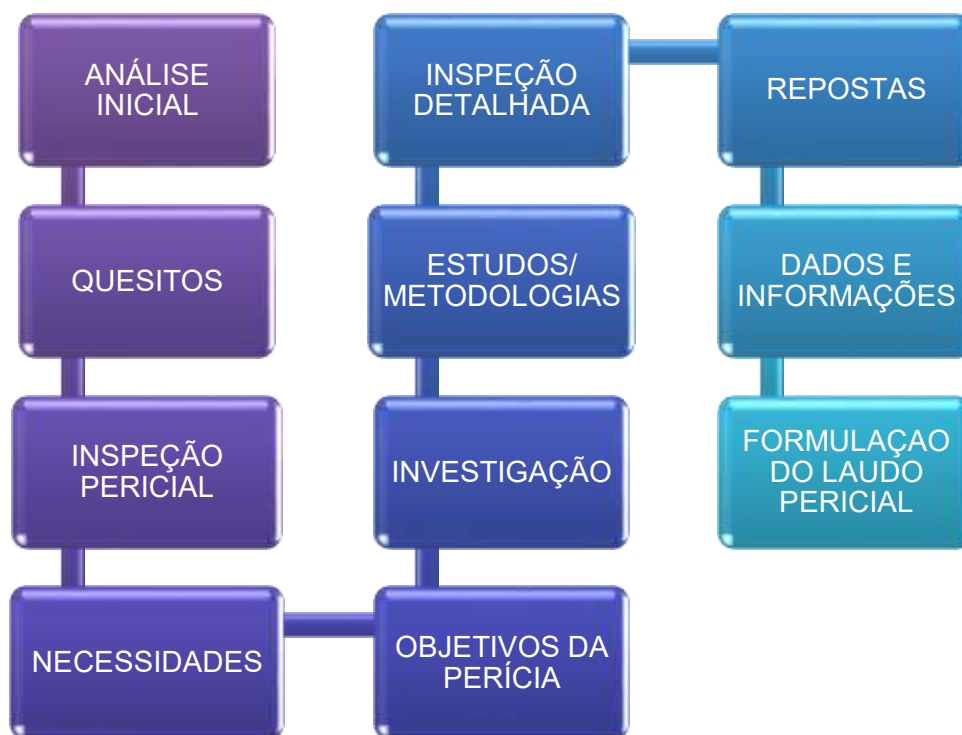 ANÁLISE
INICIAL
QUESITOS
INSPEÇÃO
PERICIAL
NECESSIDADES
OBJETIVOS DA
PERÍCIA
INVESTIGAÇÃO
ESTUDOS/
METODOLOGIAS
INSPEÇÃO
DETALHADA
REPOSTAS
DADOS E
INFORMAÇÕES
FORMULAÇAO
DO LAUDO
PERICIAL